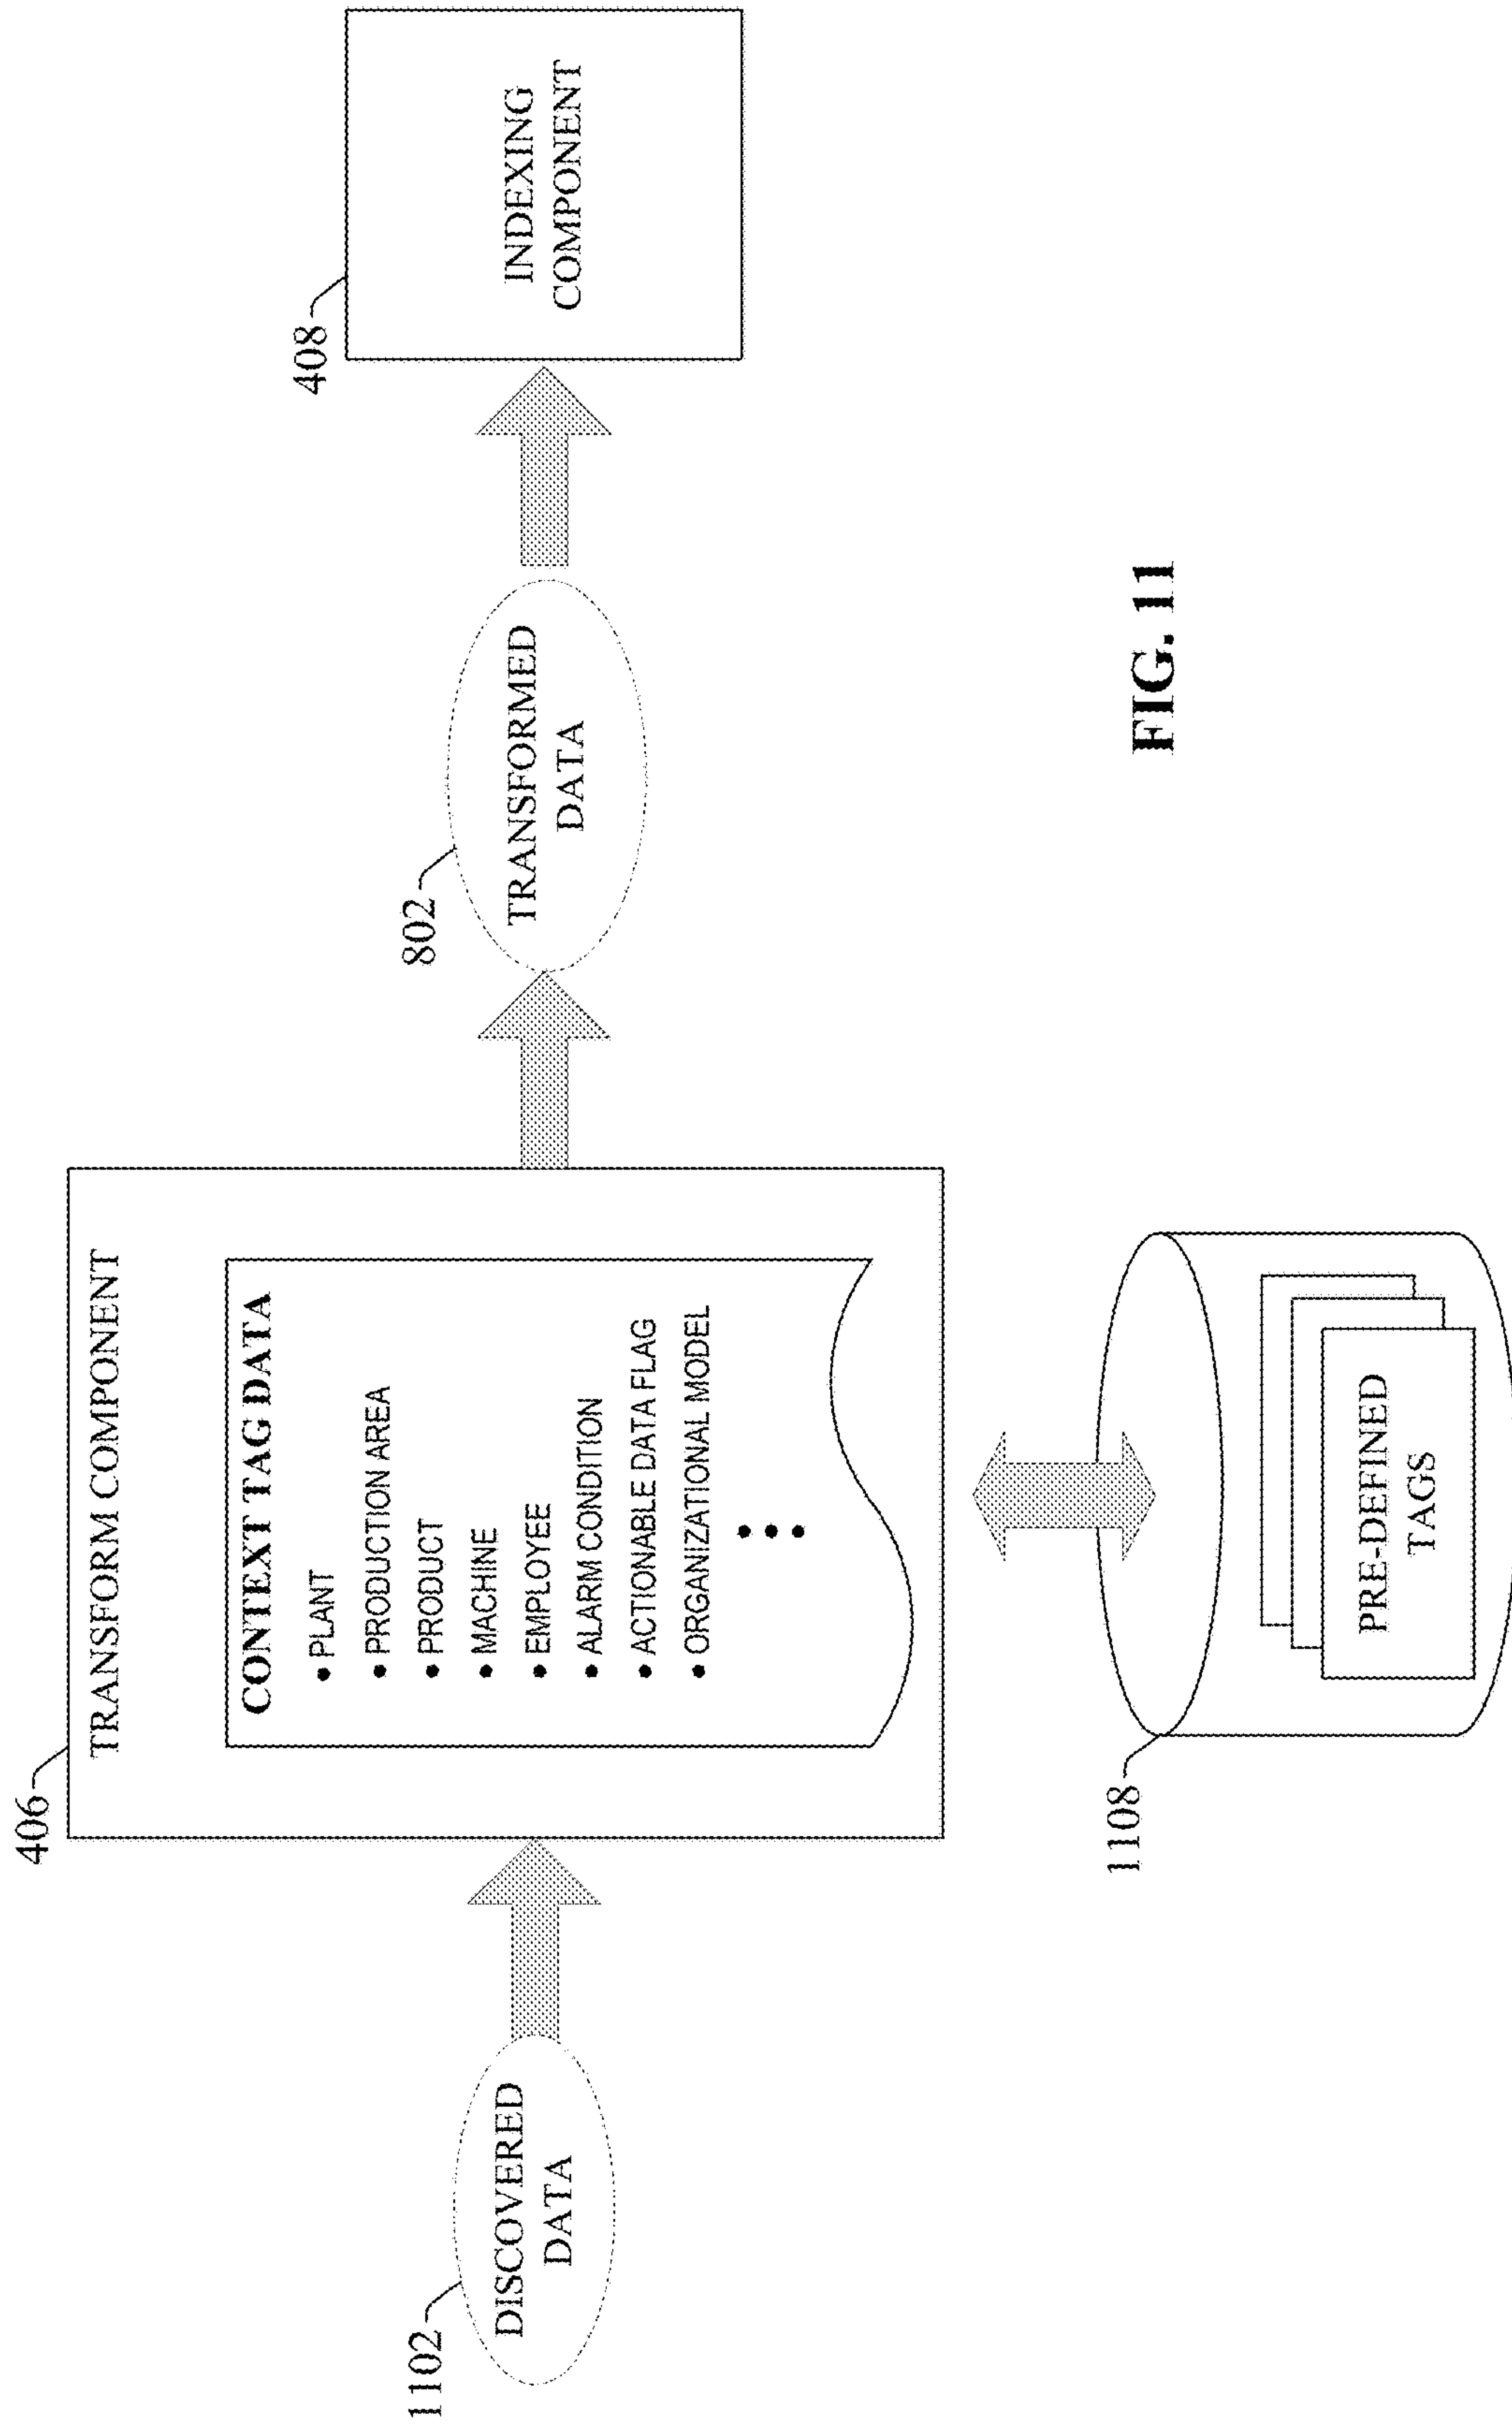 406
TRANSFORM COMPONENT
CONTEXT TAG DATA
• PLANT
• PRODUCTION AREA
• PRODUCT
• MACHINE
• EMPLOYEE
• ALARM CONDITION
• ACTIONABLE DATA FLAG
• ORGANIZATIONAL MODEL
1102
DISCOVERED
DATA
802
TRANSFORMED
DATA
408
INDEXING
COMPONENT
1108
PRE-DEFINED
TAGS
FIG. 11